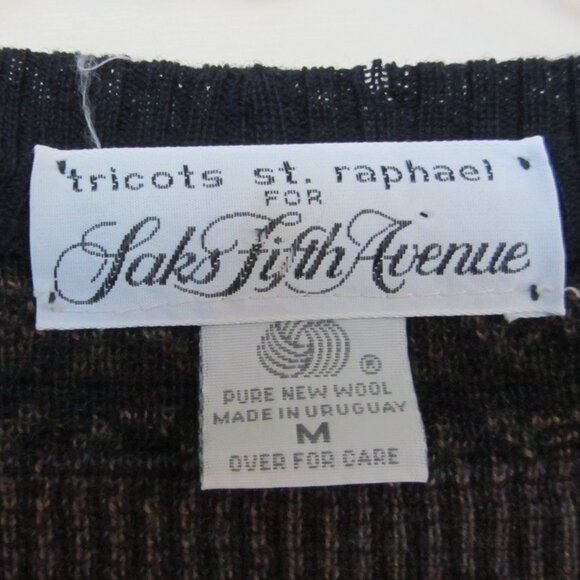 tricots st. raphael
FOR
Saks Fifth Avenue
®
PURE NEW WOOL
MADE IN URUGUAY
M
OVER FOR CARE